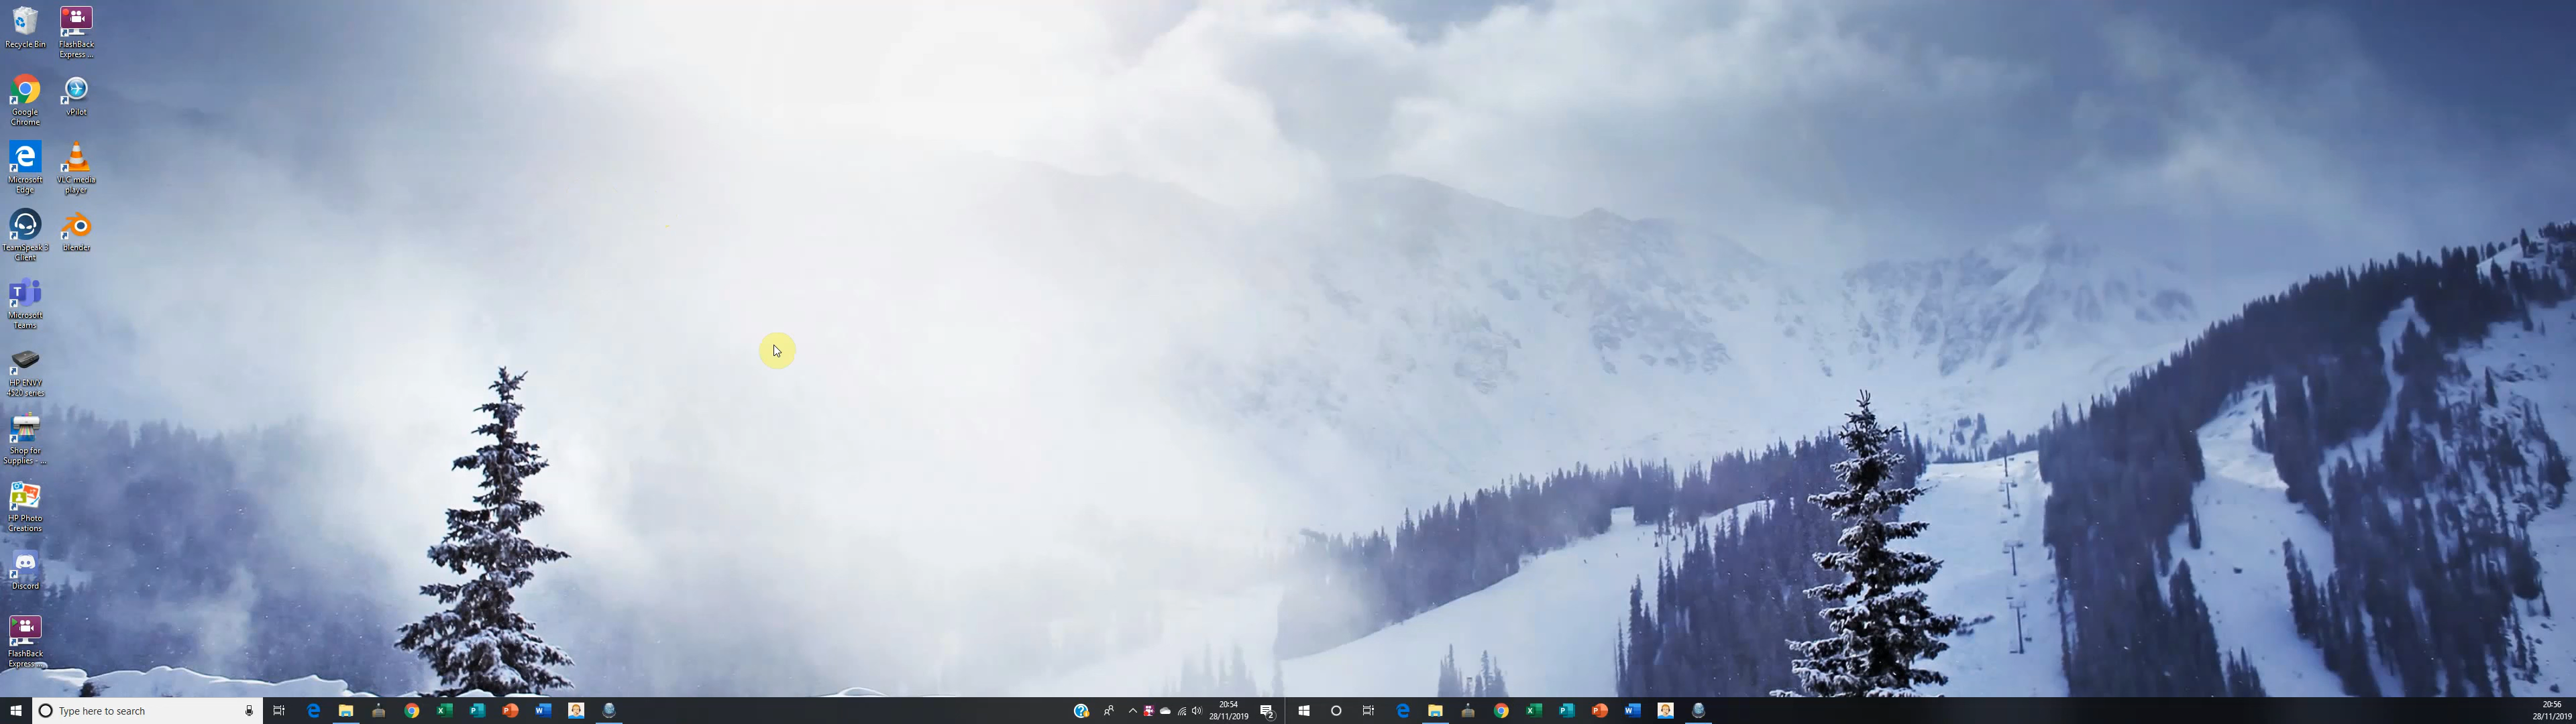 Recycle Bin
FlashBack
Express ...
Google
Chrome
vPilot
Microsoft
Edge
VLC media
player
TeamSpeak 3
Client
blender
Microsoft
Teams
HP ENVY
4520 series
Shop for
Supplies - ...
HP Photo
Creations
Discord
FlashBack
Express ...
Type here to search
20:54
28/11/2019
2
20:56
28/11/2019